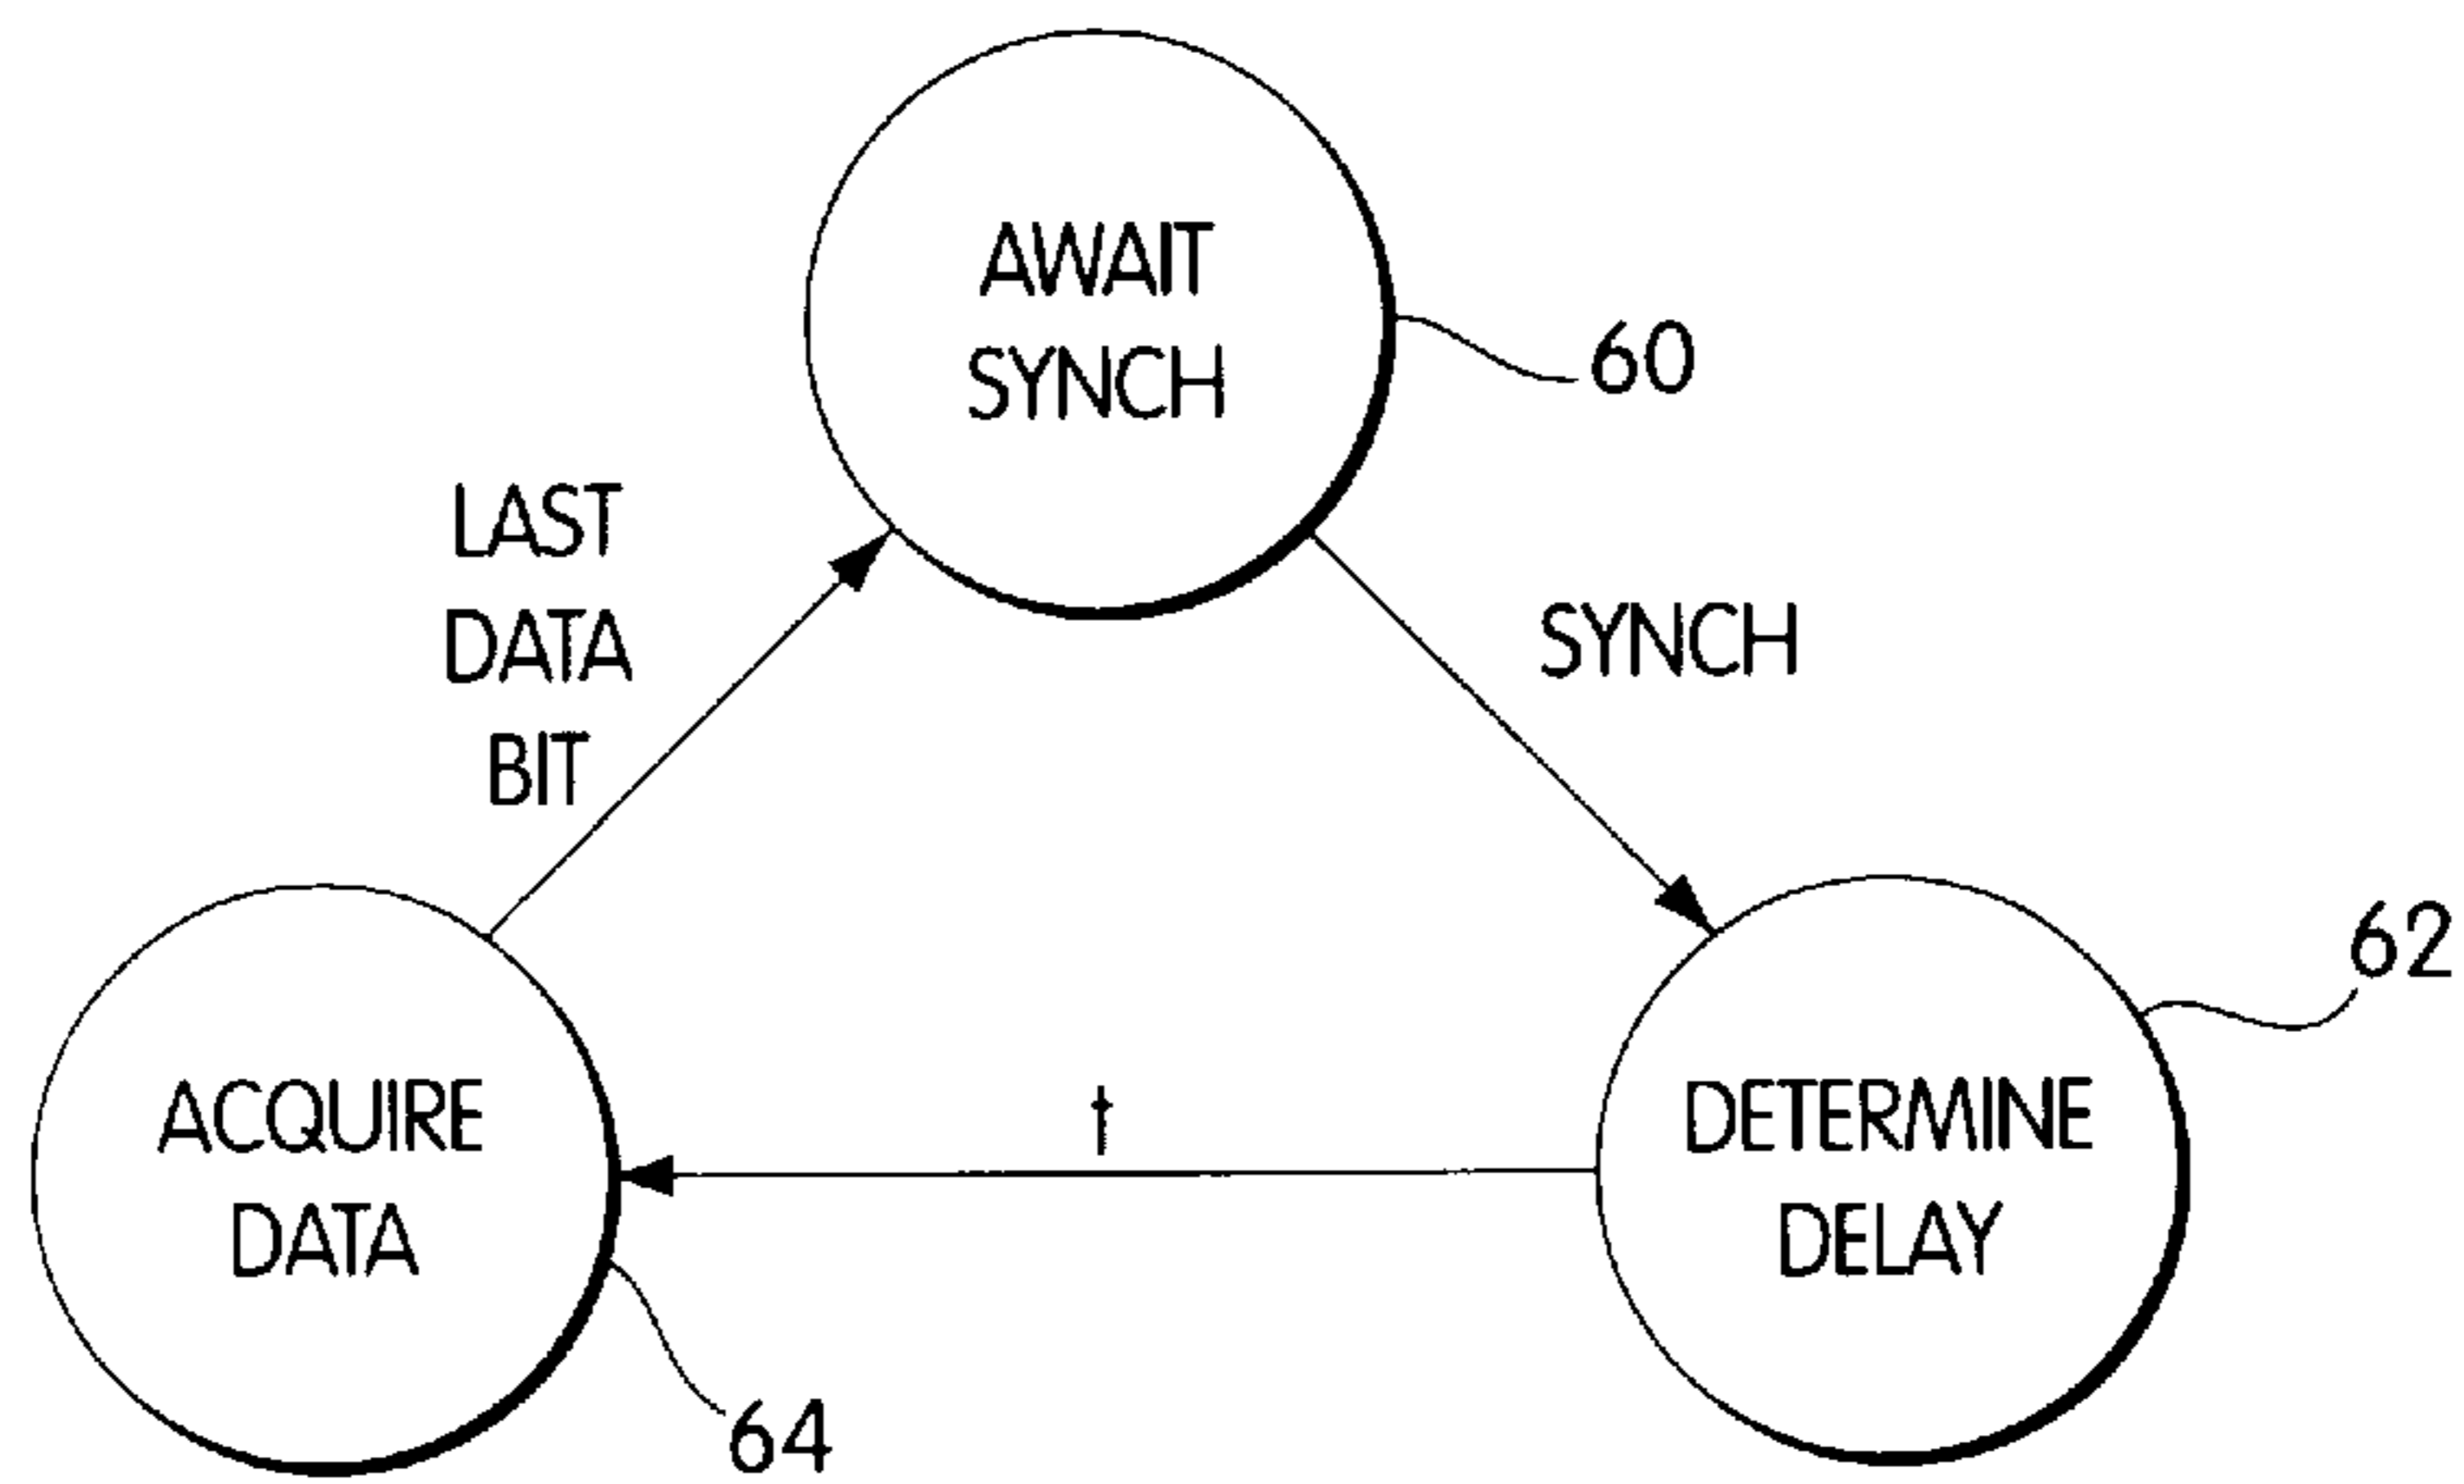 AWAIT
SYNCH
60
LAST
DATA
BIT
SYNCH
62
t
ACQUIRE
DATA
DETERMINE
DELAY
64